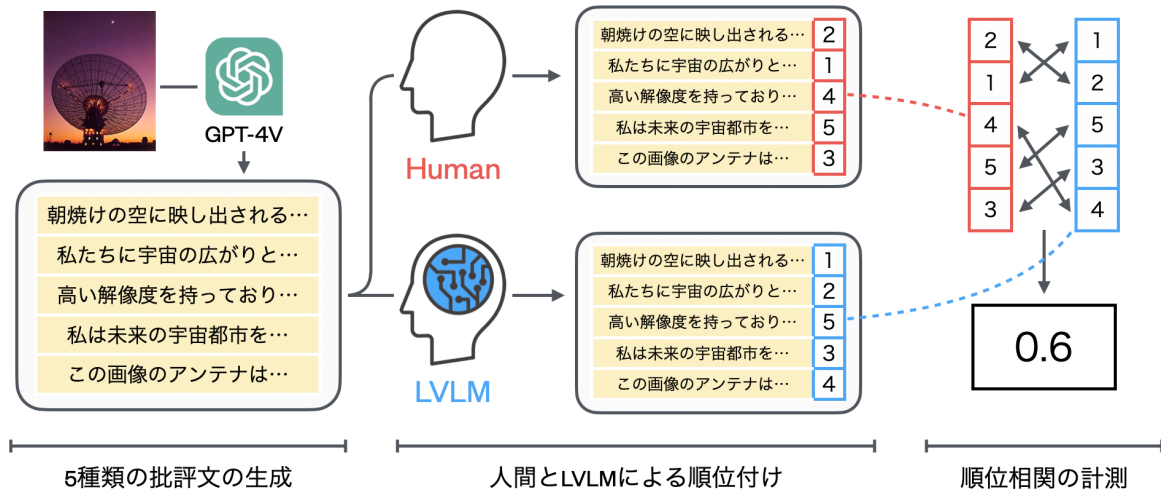 GPT-4V
朝焼けの空に映し出される…
私たちに宇宙の広がりと…
高い解像度を持っており…
私は未来の宇宙都市を…
この画像のアンテナは…
5種類の批評文の生成
Human
朝焼けの空に映し出される… 2
私たちに宇宙の広がりと… 1
高い解像度を持っており… 4
私は未来の宇宙都市を… 5
この画像のアンテナは… 3
LVLM
朝焼けの空に映し出される… 1
私たちに宇宙の広がりと… 2
高い解像度を持っており… 5
私は未来の宇宙都市を… 3
この画像のアンテナは… 4
人間とLVLMによる順位付け
2 1
1 2
4 5
5 3
3 4
0.6
順位相関の計測